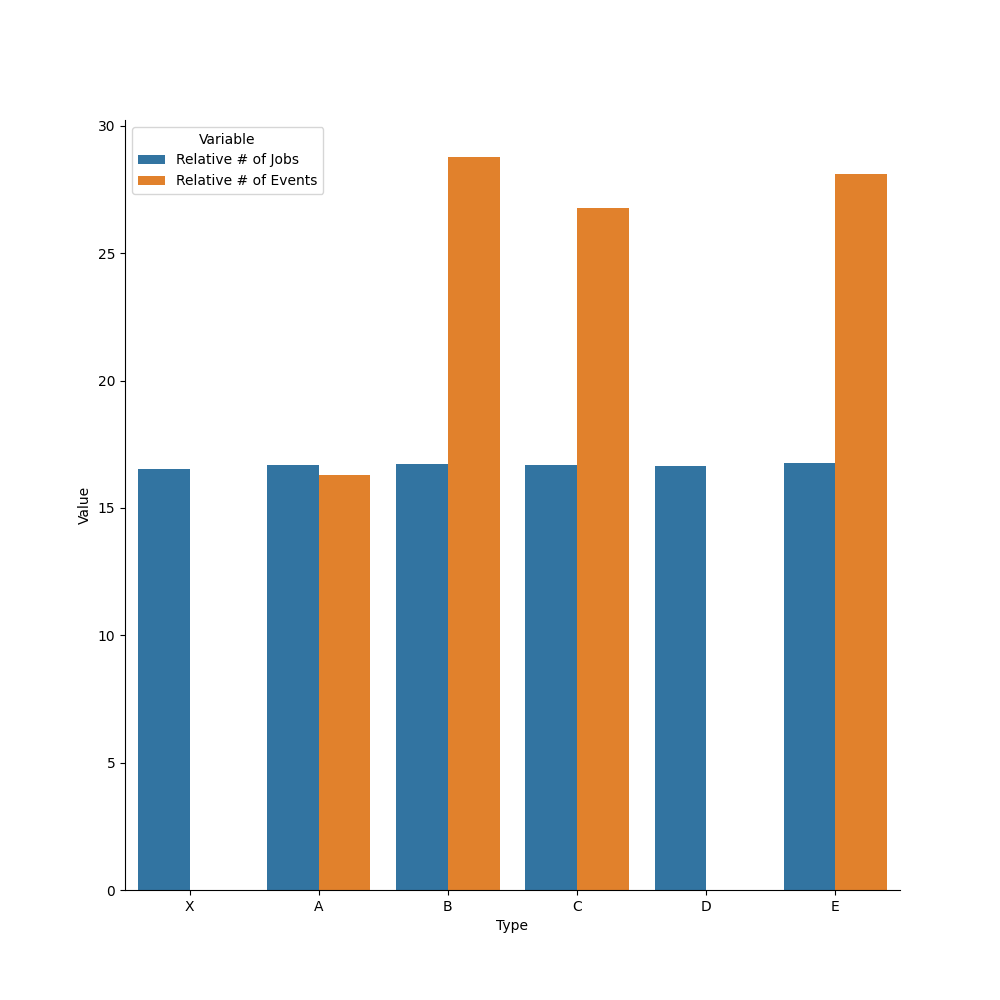 30
Variable
Relative # of Jobs
Relative # of Events
25
20
15
10
5
0
Value
X A B C D E
Type